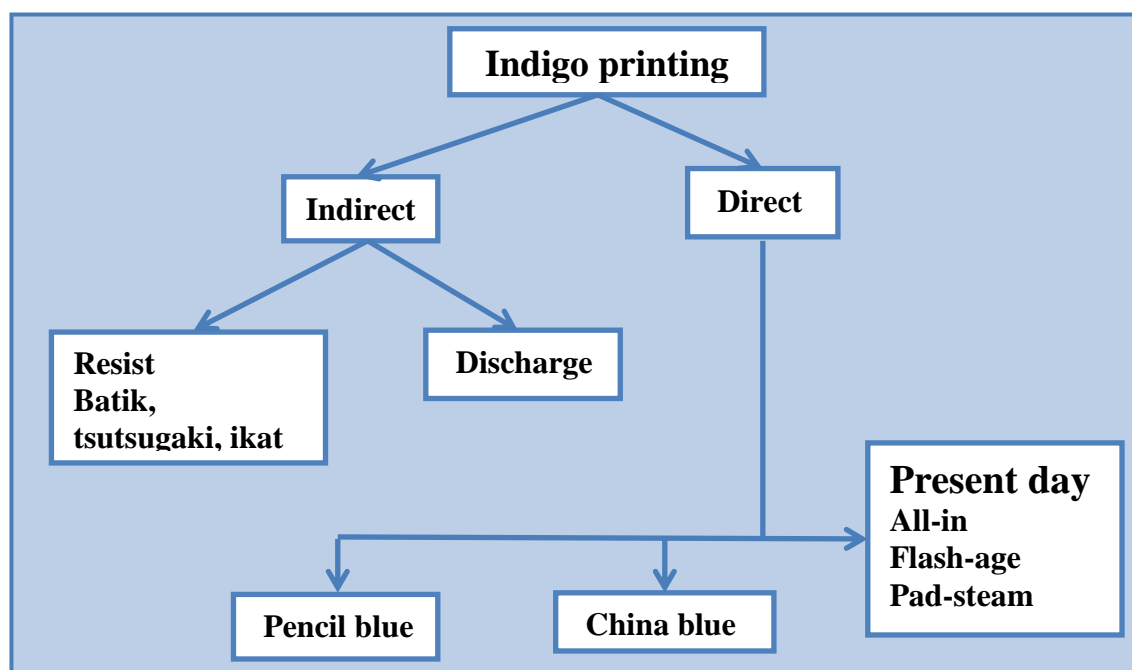 Indigo printing
Indirect
Direct
Resist
Batik,
tsutsugaki, ikat
Discharge
Present day
All-in
Flash-age
Pad-steam
Pencil blue
China blue